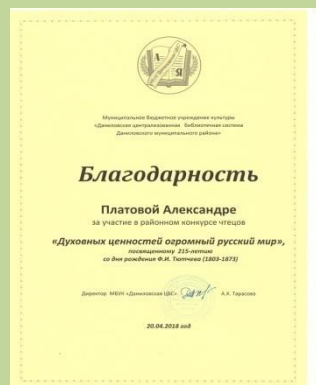 А Я
Муниципальное бюджетное учреждение культуры
«Даниловская централизованная библиотечная система
Даниловского муниципального района»
Благодарность
Платовой Александре
за участие в районном конкурсе чтецов
«Духовных ценностей огромный русский мир»,
посвященному 215-летию
со дня рождения Ф.И. Тютчева (1803-1873)
Директор МБУК «Даниловская ЦБС» А.К. Тарасова
20.04.2018 год